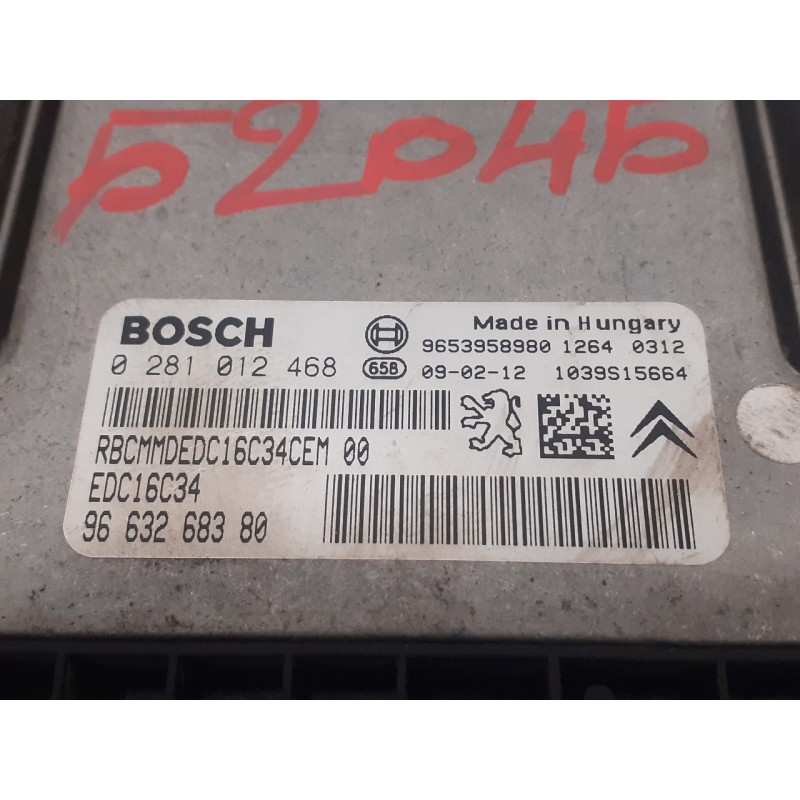 52045
BOSCH
Made in Hungary
0 281 012 468
658
9653958980 1264 0312
09-02-12 1039S15664
RBCMMDEDC16C34CEM 00
EDC16C34
96 632 683 80